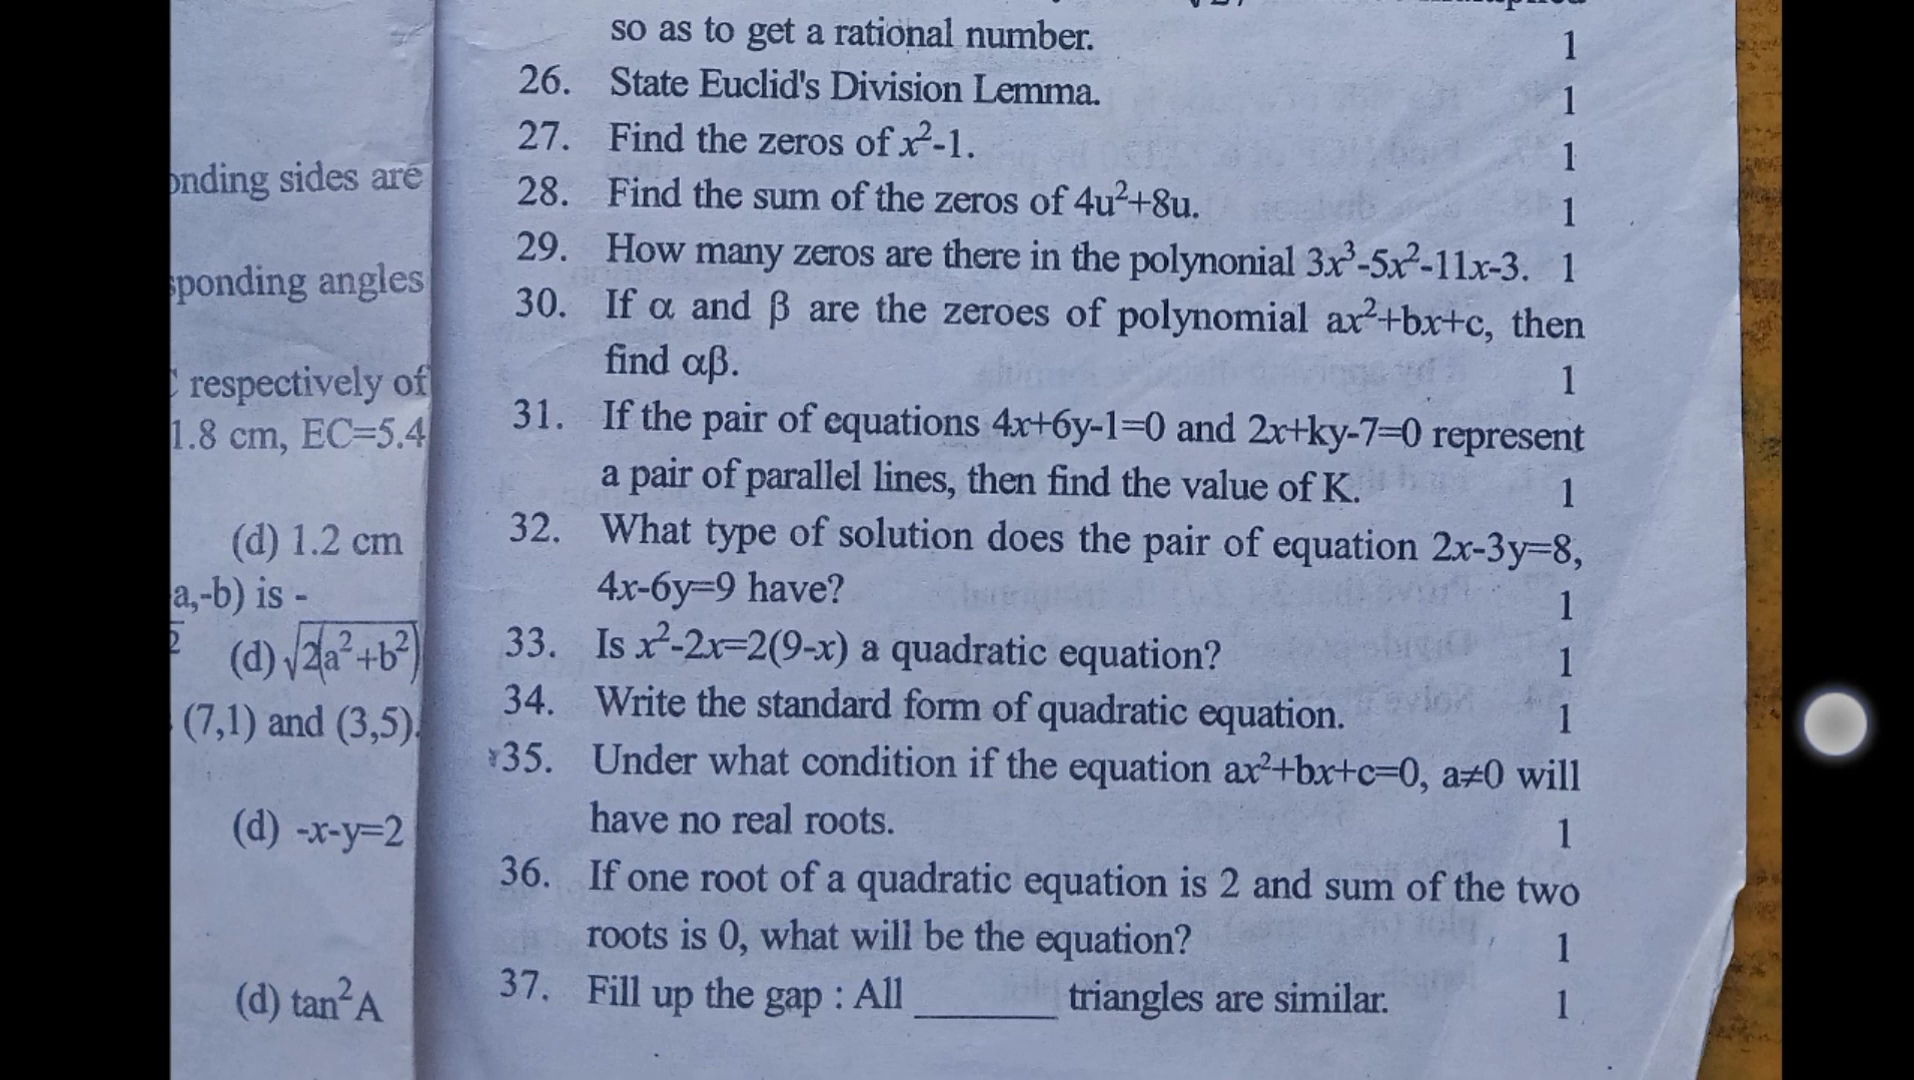 onding sides are
sponding angles
respectively of
1.8 cm, EC=5.4
(d) 1.2 cm
a,-b) is -
(d) √2(a²+b²)
(7,1) and (3,5).
(d) -x-y=2
(d) tan²A
so as to get a rational number. 1
26. State Euclid's Division Lemma. 1
27. Find the zeros of x²-1. 1
28. Find the sum of the zeros of 4u²+8u. 1
29. How many zeros are there in the polynonial 3x³-5x²-11x-3. 1
30. If α and β are the zeroes of polynomial ax²+bx+c, then
find αβ. 1
31. If the pair of equations 4x+6y-1=0 and 2x+ky-7=0 represent
a pair of parallel lines, then find the value of K. 1
32. What type of solution does the pair of equation 2x-3y=8,
4x-6y=9 have? 1
33. Is x²-2x=2(9-x) a quadratic equation? 1
34. Write the standard form of quadratic equation. 1
35. Under what condition if the equation ax²+bx+c=0, a≠0 will
have no real roots. 1
36. If one root of a quadratic equation is 2 and sum of the two
roots is 0, what will be the equation? 1
37. Fill up the gap : All ______ triangles are similar. 1